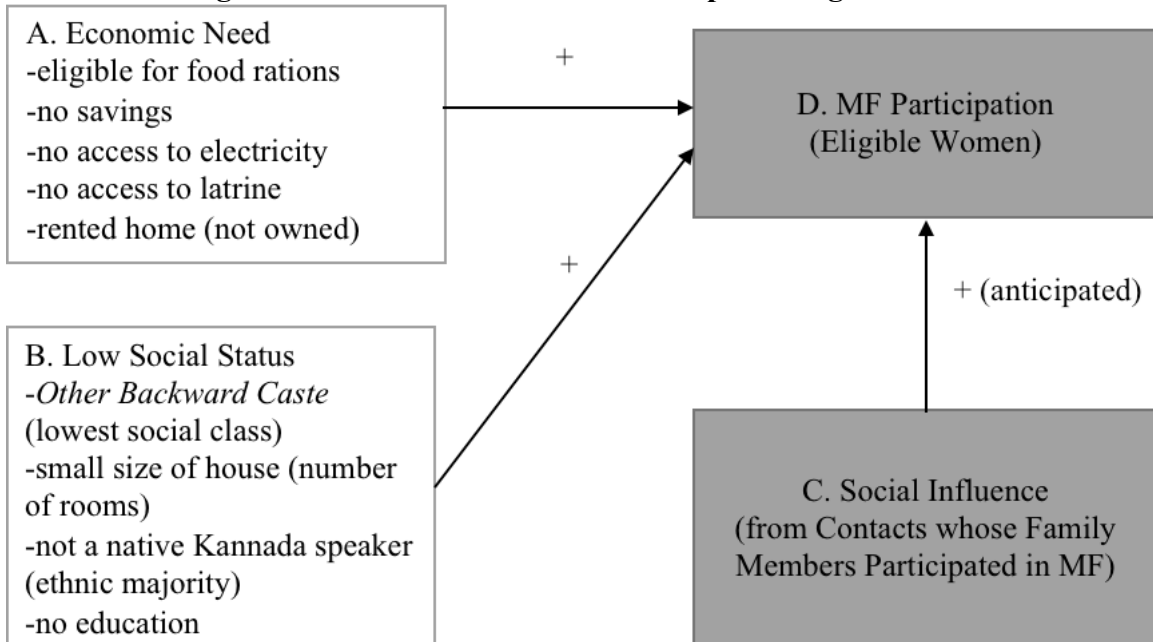 A. Economic Need
-eligible for food rations
-no savings
-no access to electricity
-no access to latrine
-rented home (not owned)
+
D. MF Participation
(Eligible Women)
+
+ (anticipated)
B. Low Social Status
-Other Backward Caste
(lowest social class)
-small size of house (number
of rooms)
-not a native Kannada speaker
(ethnic majority)
-no education
C. Social Influence
(from Contacts whose Family
Members Participated in MF)